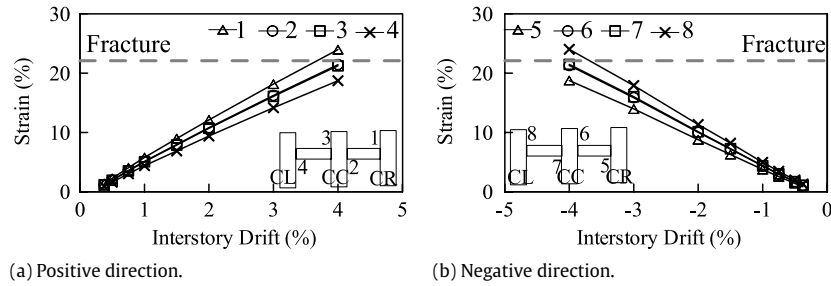 30
20
10
0
Strain (%)
Fracture
1 2 3 4
3 1
4 2
CL CC CR
0 1 2 3 4 5
Interstory Drift (%)
(a) Positive direction.
30
20
10
0
Strain (%)
5 6 7 8
Fracture
8 6
7 5
CL CC CR
-5 -4 -3 -2 -1 0
Interstory Drift (%)
(b) Negative direction.